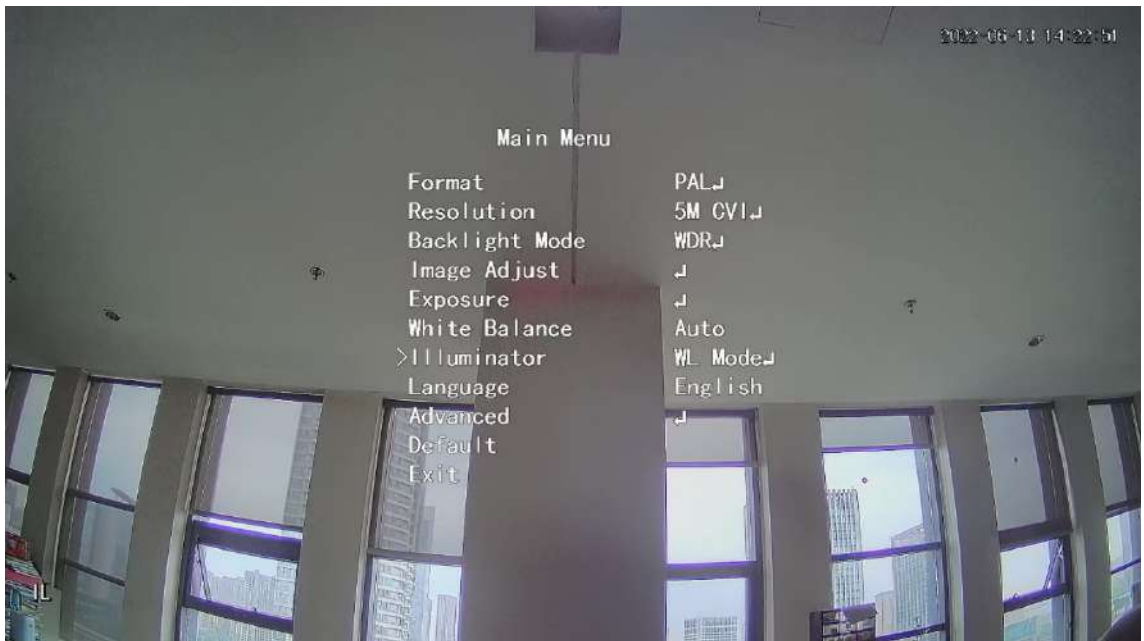 2022-06-13 14:22:51
Main Menu
Format PAL↵
Resolution 5M CVI↵
Backlight Mode WDR↵
Image Adjust ↵
Exposure ↵
White Balance Auto
>Illuminator WL Mode↵
Language English
Advanced ↵
Default
Exit
IL